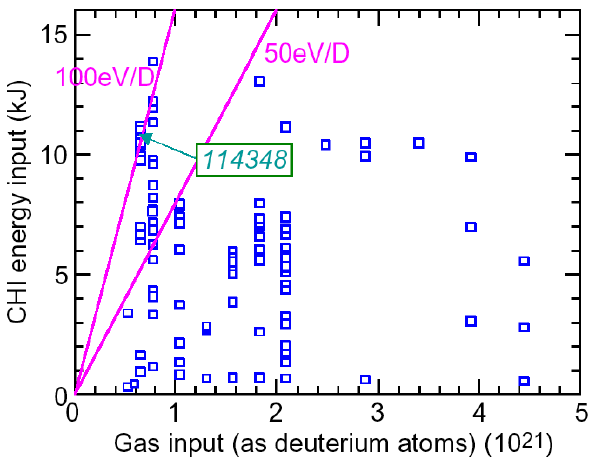 15
100eV/D
50eV/D
10
114348
CHI energy input (kJ)
5
0
0 1 2 3 4 5
Gas input (as deuterium atoms) (10²¹)